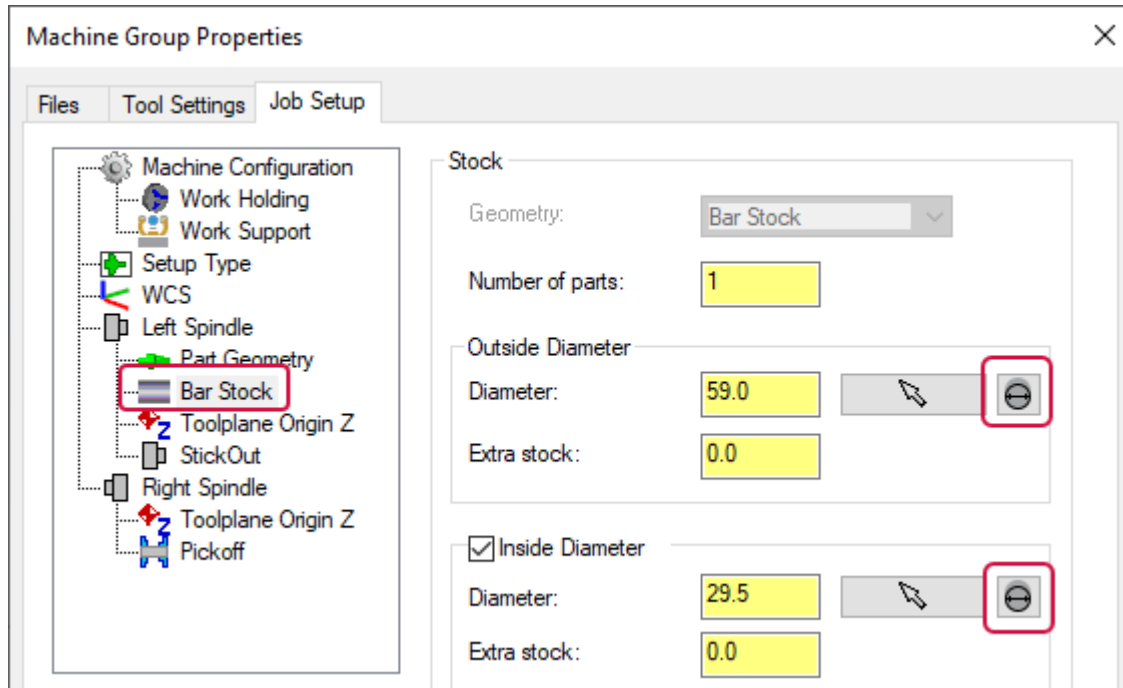 Machine Group Properties
Files Tool Settings Job Setup
Machine Configuration
Work Holding
Work Support
Setup Type
WCS
Left Spindle
Part Geometry
Bar Stock
Toolplane Origin Z
StickOut
Right Spindle
Toolplane Origin Z
Pickoff
Stock
Geometry: Bar Stock
Number of parts: 1
Outside Diameter
Diameter: 59.0
Extra stock: 0.0
Inside Diameter
Diameter: 29.5
Extra stock: 0.0